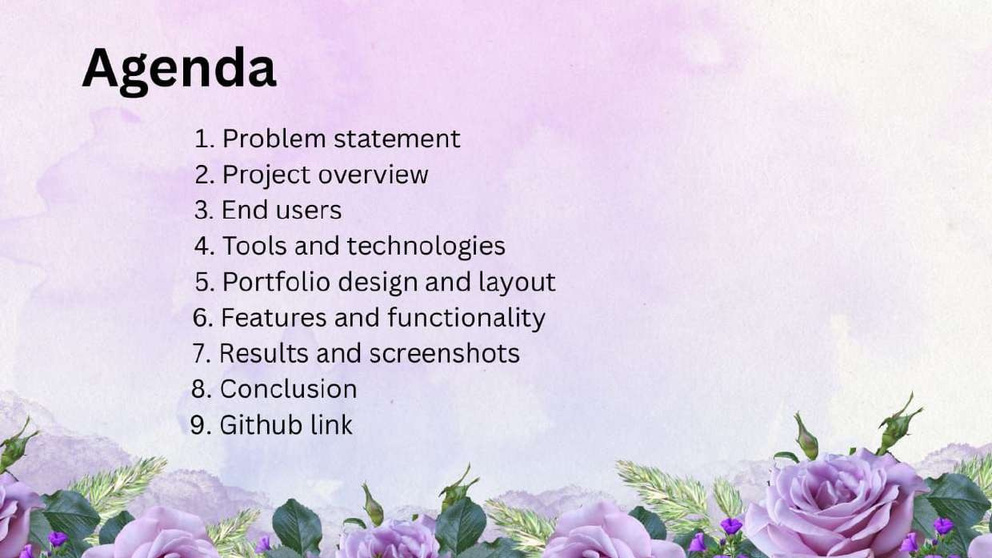 Agenda
1. Problem statement
2. Project overview
3. End users
4. Tools and technologies
5. Portfolio design and layout
6. Features and functionality
7. Results and screenshots
8. Conclusion
9. Github link